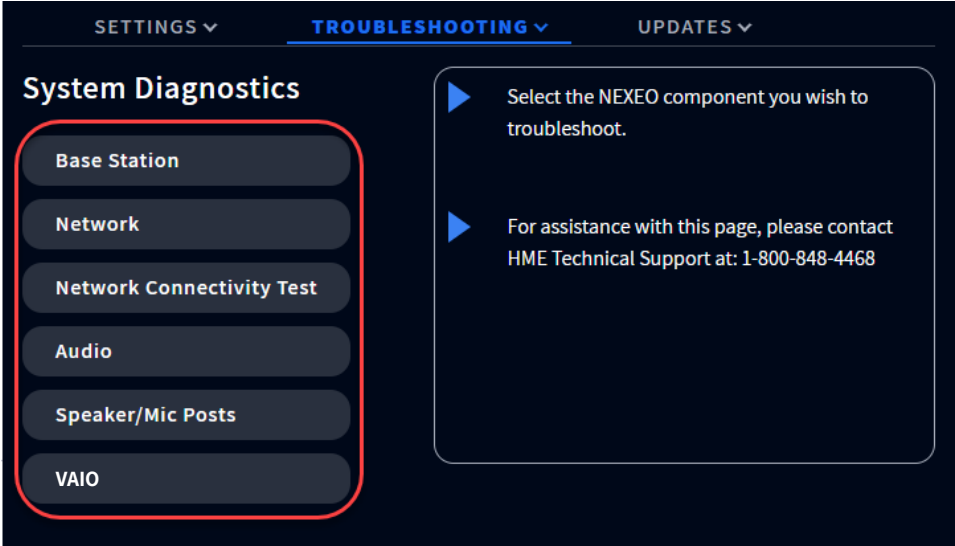 SETTINGS
TROUBLESHOOTING
UPDATES
System Diagnostics
Base Station
Network
Network Connectivity Test
Audio
Speaker/Mic Posts
VAIO
Select the NEXEO component you wish to
troubleshoot.
For assistance with this page, please contact
HME Technical Support at: 1-800-848-4468